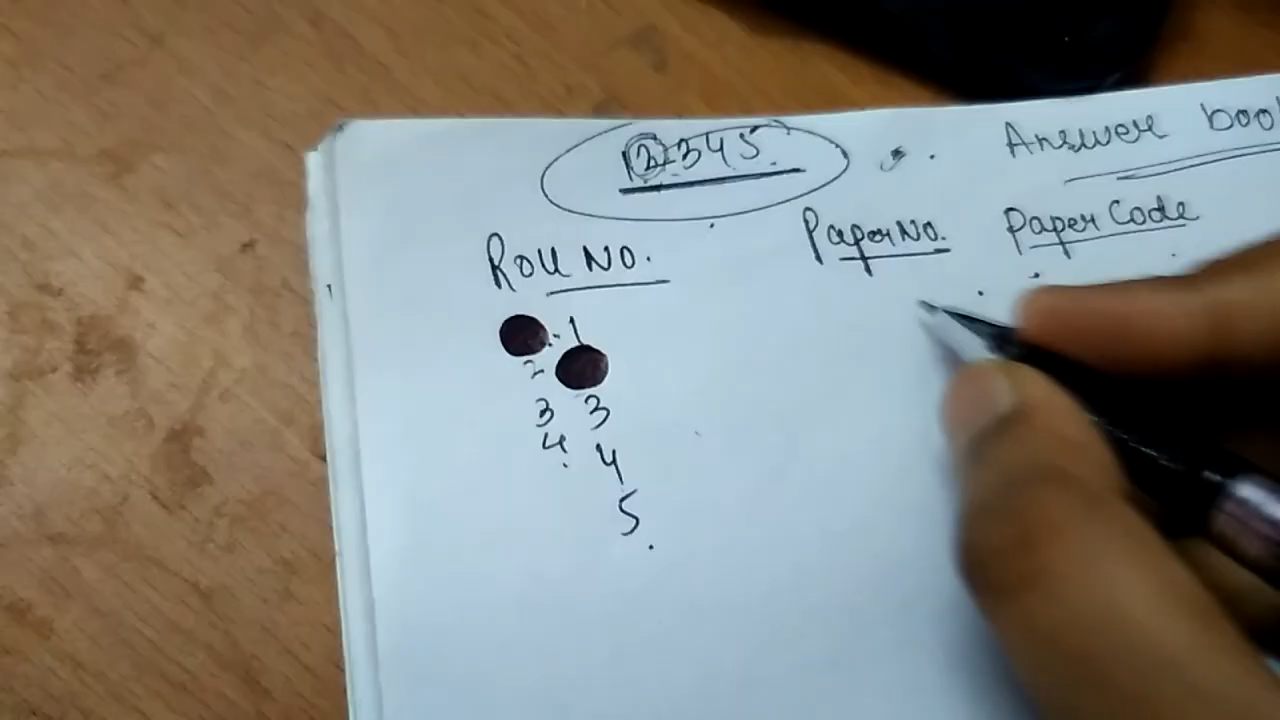 12345.
Answer boo
Roll No.
Paper No.
Paper Code
1
2
3 3
4. 4
5.